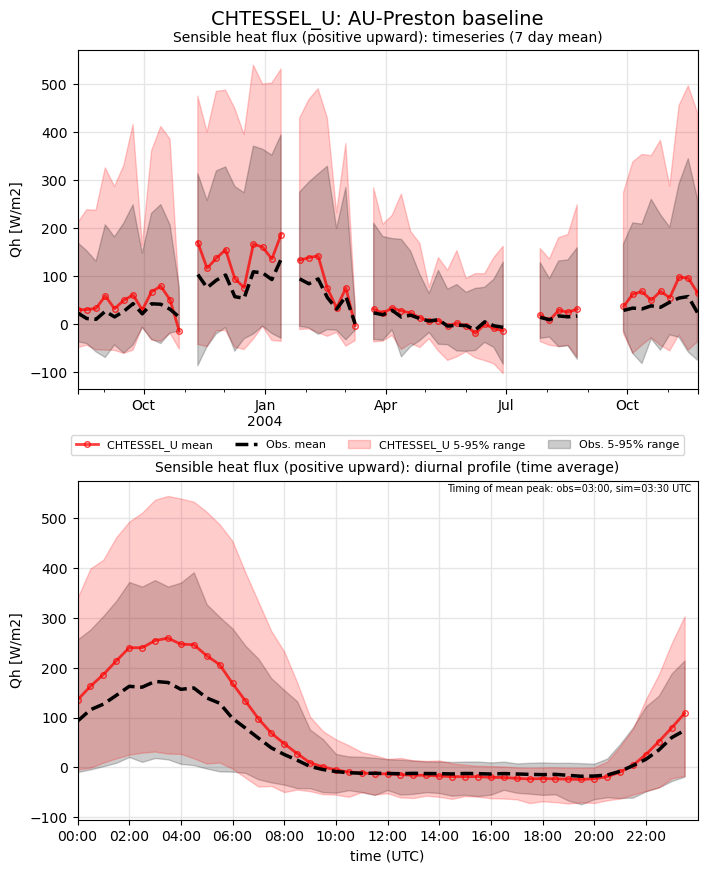 CHTESSEL_U: AU-Preston baseline
Sensible heat flux (positive upward): timeseries (7 day mean)
500
400
300
200
100
0
−100
Qh [W/m2]
Oct
Jan
2004
Apr
Jul
Oct
CHTESSEL_U mean
Obs. mean
CHTESSEL_U 5-95% range
Obs. 5-95% range
Sensible heat flux (positive upward): diurnal profile (time average)
Timing of mean peak: obs=03:00, sim=03:30 UTC
500
400
300
200
100
0
−100
Qh [W/m2]
00:00 02:00 04:00 06:00 08:00 10:00 12:00 14:00 16:00 18:00 20:00 22:00
time (UTC)